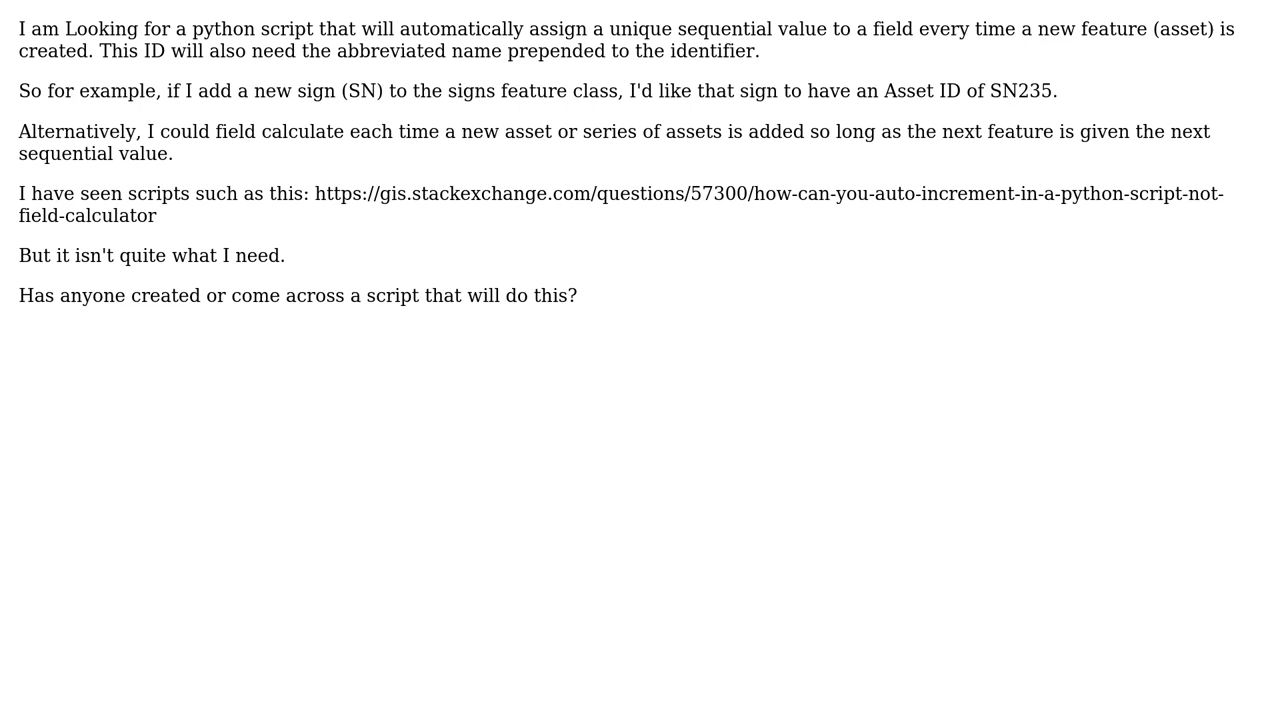 I am Looking for a python script that will automatically assign a unique sequential value to a field every time a new feature (asset) is
created. This ID will also need the abbreviated name prepended to the identifier.
So for example, if I add a new sign (SN) to the signs feature class, I'd like that sign to have an Asset ID of SN235.
Alternatively, I could field calculate each time a new asset or series of assets is added so long as the next feature is given the next
sequential value.
I have seen scripts such as this: https://gis.stackexchange.com/questions/57300/how-can-you-auto-increment-in-a-python-script-not-
field-calculator
But it isn't quite what I need.
Has anyone created or come across a script that will do this?